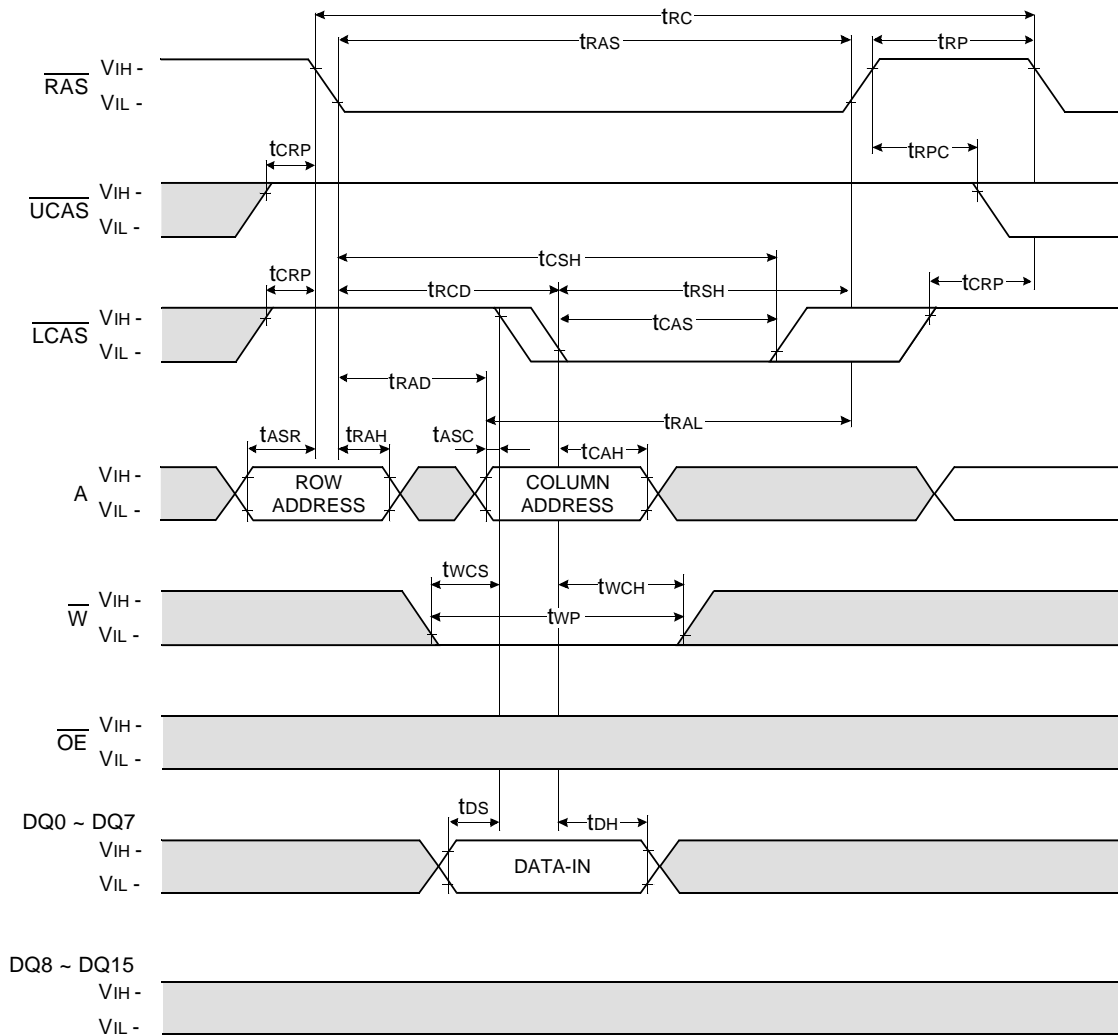 tRC
tRAS
tRP
RAS
VIH -
VIL -
tCRP
tRPC
UCAS
VIH -
VIL -
tCSH
tCRP
tRCD
tRSH
tCRP
LCAS
VIH -
VIL -
tCAS
tRAD
tRAL
tASR
tRAH
tASC
tCAH
A
VIH -
VIL -
ROW
ADDRESS
COLUMN
ADDRESS
tWCS
tWCH
W
VIH -
VIL -
tWP
OE
VIH -
VIL -
tDS
tDH
DQ0 ~ DQ7
VIH -
VIL -
DATA-IN
DQ8 ~ DQ15
VIH -
VIL -